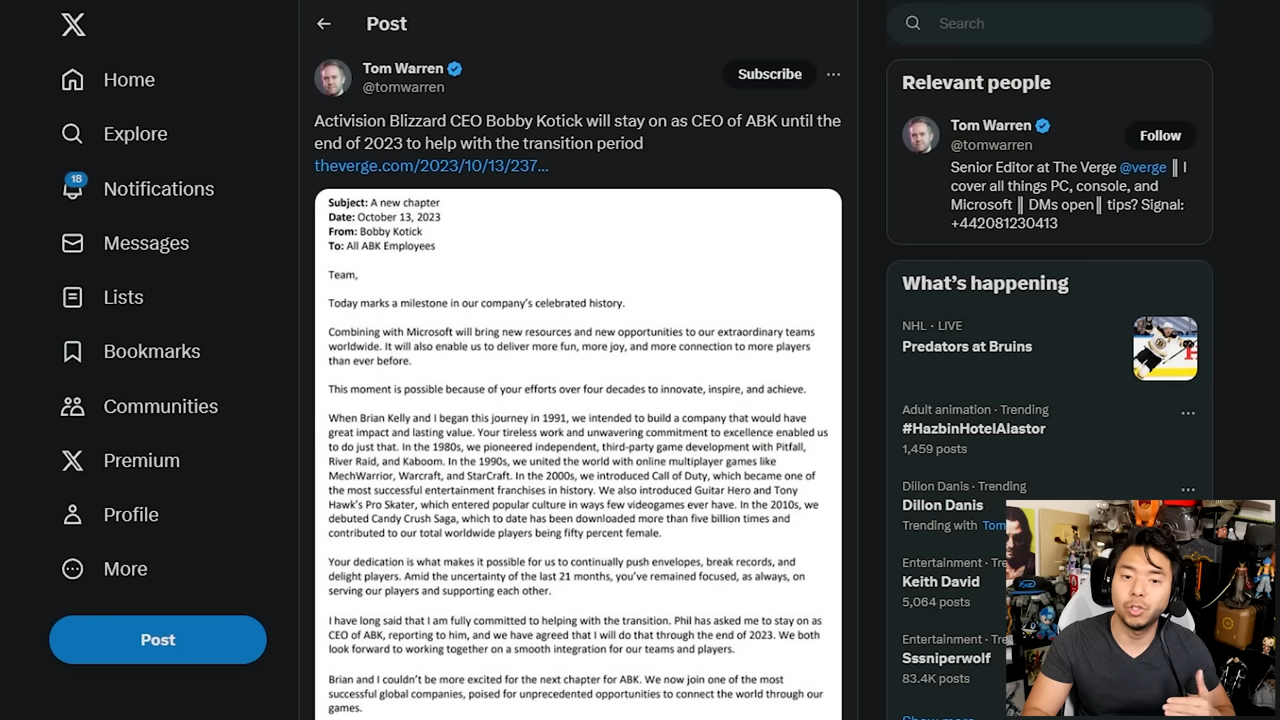 Home
Explore
18
Notifications
Messages
Lists
Bookmarks
Communities
Premium
Profile
More
Post
Post
Tom Warren
@tomwarren
Subscribe
Activision Blizzard CEO Bobby Kotick will stay on as CEO of ABK until the
end of 2023 to help with the transition period
theverge.com/2023/10/13/237...
Subject: A new chapter
Date: October 13, 2023
From: Bobby Kotick
To: All ABK Employees
Team,
Today marks a milestone in our company's celebrated history.
Combining with Microsoft will bring new resources and new opportunities to our extraordinary teams
worldwide. It will also enable us to deliver more fun, more joy, and more connection to more players
than ever before.
This moment is possible because of your efforts over four decades to innovate, inspire, and achieve.
When Brian Kelly and I began this journey in 1991, we intended to build a company that would have
great impact and lasting value. Your tireless work and unwavering commitment to excellence enabled us
to do just that. In the 1980s, we pioneered independent, third-party game development with Pitfall,
River Raid, and Kaboom. In the 1990s, we united the world with online multiplayer games like
MechWarrior, Warcraft, and StarCraft. In the 2000s, we introduced Call of Duty, which became one of
the most successful entertainment franchises in history. We also introduced Guitar Hero and Tony
Hawk's Pro Skater, which entered popular culture in ways few videogames ever have. In the 2010s, we
debuted Candy Crush Saga, which to date has been downloaded more than five billion times and
contributed to our total worldwide players being fifty percent female.
Your dedication is what makes it possible for us to continually push envelopes, break records, and
delight players. Amid the uncertainty of the last 21 months, you've remained focused, as always, on
serving our players and supporting each other.
I have long said that I am fully committed to helping with the transition. Phil has asked me to stay on as
CEO of ABK, reporting to him, and we have agreed that I will do that through the end of 2023. We both
look forward to working together on a smooth integration for our teams and players.
Brian and I couldn't be more excited for the next chapter for ABK. We now join one of the most
successful global companies, poised for unprecedented opportunities to connect the world through our
games.
Search
Relevant people
Tom Warren
@tomwarren
Follow
Senior Editor at The Verge @verge || I
cover all things PC, console, and
Microsoft || DMs open|| tips? Signal:
+442081230413
What's happening
NHL · LIVE
Predators at Bruins
Adult animation · Trending
#HazbinHotelAlastor
1,459 posts
Dillon Danis · Trending
Dillon Danis
Trending with Tom
Entertainment · Tre
Keith David
5,064 posts
Entertainment · Tre
Sssniperwolf
83.4K posts